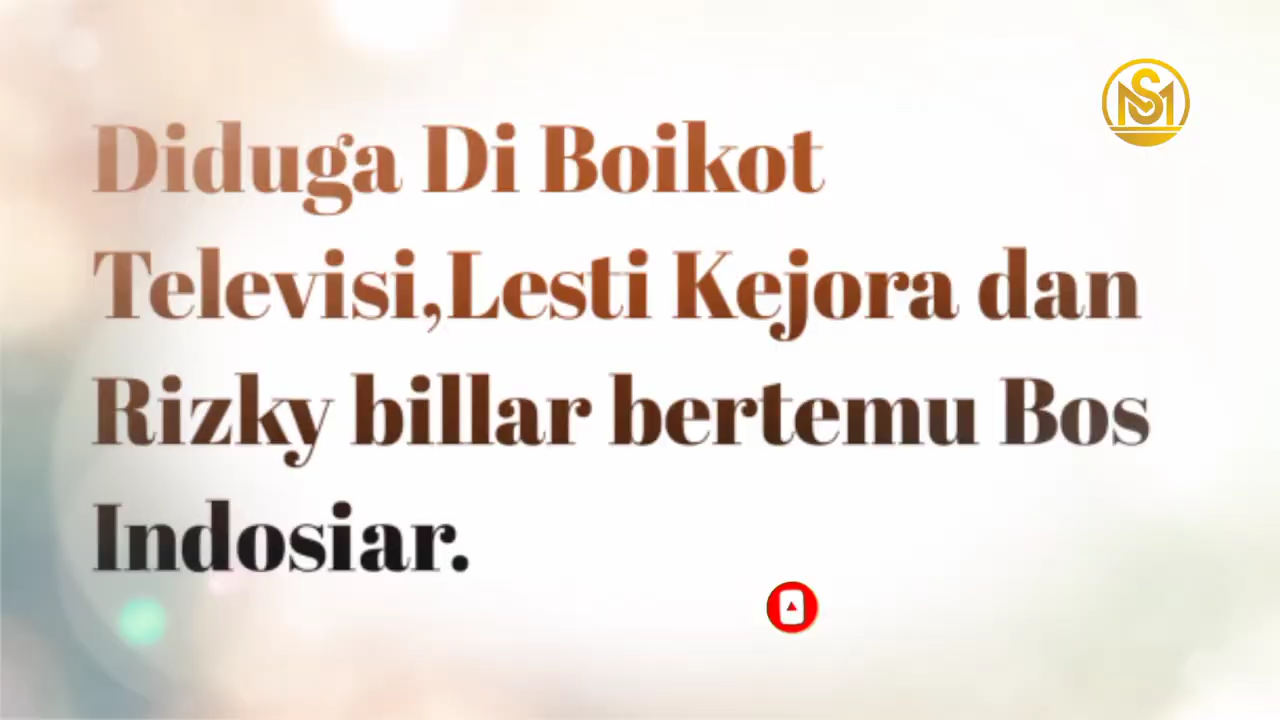 Diduga Di Boikot
Televisi,Lesti Kejora dan
Rizky billar bertemu Bos
Indosiar.